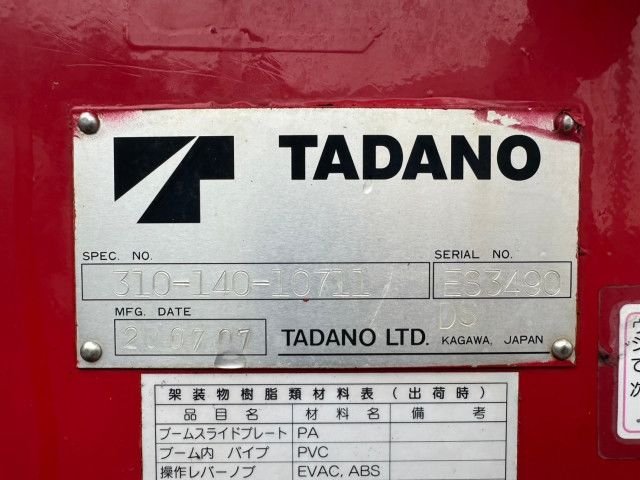 TADANO
SPEC. NO.
SERIAL NO.
310-140-10711
ES3490
MFG. DATE
DS
2007 07
TADANO LTD. KAGAWA, JAPAN
架装物樹脂類材料表(出荷時)
品目名 材料名 備考
ブームスライドプレート PA
ブーム内 パイプ PVC
操作レバーノブ EVAC, ABS